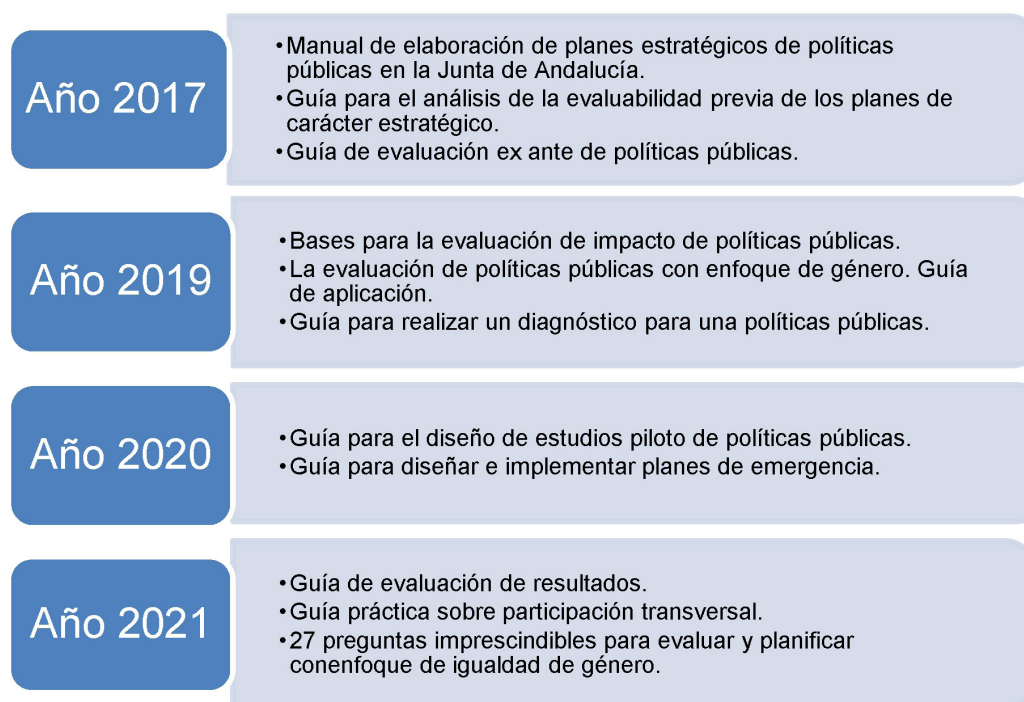 Año 2017
•Manual de elaboración de planes estratégicos de políticas
públicas en la Junta de Andalucía.
•Guía para el análisis de la evaluabilidad previa de los planes de
carácter estratégico.
•Guía de evaluación ex ante de políticas públicas.
Año 2019
•Bases para la evaluación de impacto de políticas públicas.
•La evaluación de políticas públicas con enfoque de género. Guía
de aplicación.
•Guía para realizar un diagnóstico para una políticas públicas.
Año 2020
•Guía para el diseño de estudios piloto de políticas públicas.
•Guía para diseñar e implementar planes de emergencia.
Año 2021
•Guía de evaluación de resultados.
•Guía práctica sobre participación transversal.
•27 preguntas imprescindibles para evaluar y planificar
conenfoque de igualdad de género.